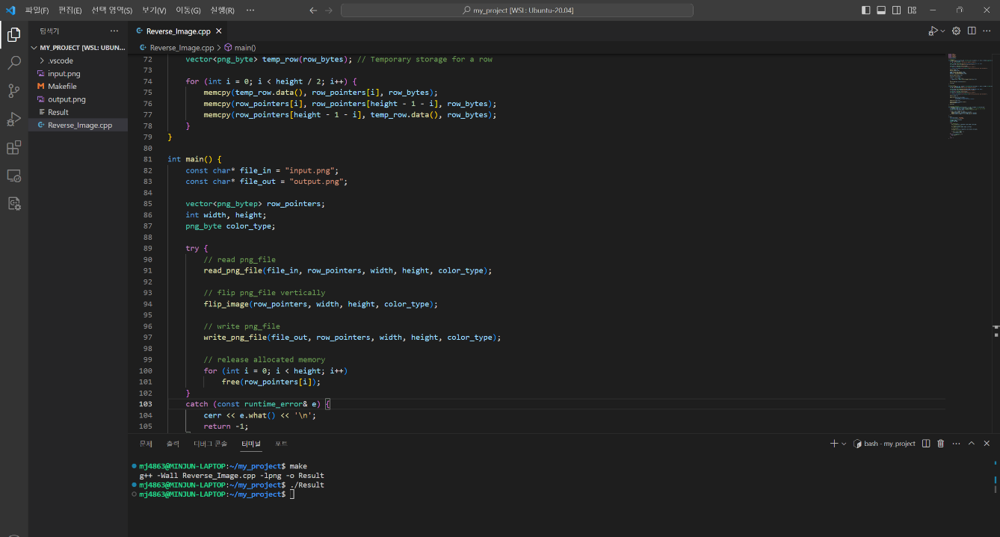 파일(F) 편집(E) 선택 영역(S) 보기(V) 이동(G) 실행(R) ··· my_project [WSL: Ubuntu-20.04]
탐색기 ···
MY_PROJECT [WSL: UBUN...
.vscode
input.png
Makefile
output.png
Result
Reverse_Image.cpp
Reverse_Image.cpp
Reverse_Image.cpp > main()
72 vector<png_byte> temp_row(row_bytes); // Temporary storage for a row
73
74 for (int i = 0; i < height / 2; i++) {
75 memcpy(temp_row.data(), row_pointers[i], row_bytes);
76 memcpy(row_pointers[i], row_pointers[height - 1 - i], row_bytes);
77 memcpy(row_pointers[height - 1 - i], temp_row.data(), row_bytes);
78 }
79 }
80
81 int main() {
82 const char* file_in = "input.png";
83 const char* file_out = "output.png";
84
85 vector<png_bytep> row_pointers;
86 int width, height;
87 png_byte color_type;
88
89 try {
90 // read png_file
91 read_png_file(file_in, row_pointers, width, height, color_type);
92
93 // flip png_file vertically
94 flip_image(row_pointers, width, height, color_type);
95
96 // write png_file
97 write_png_file(file_out, row_pointers, width, height, color_type);
98
99 // release allocated memory
100 for (int i = 0; i < height; i++)
101 free(row_pointers[i]);
102 }
103 catch (const runtime_error& e) {
104 cerr << e.what() << '\n';
105 return -1;
문제 출력 디버그 콘솔 터미널 포트 bash - my_project
mj4863@MINJUN-LAPTOP:~/my_project$ make
g++ -Wall Reverse_Image.cpp -lpng -o Result
mj4863@MINJUN-LAPTOP:~/my_project$ ./Result
mj4863@MINJUN-LAPTOP:~/my_project$